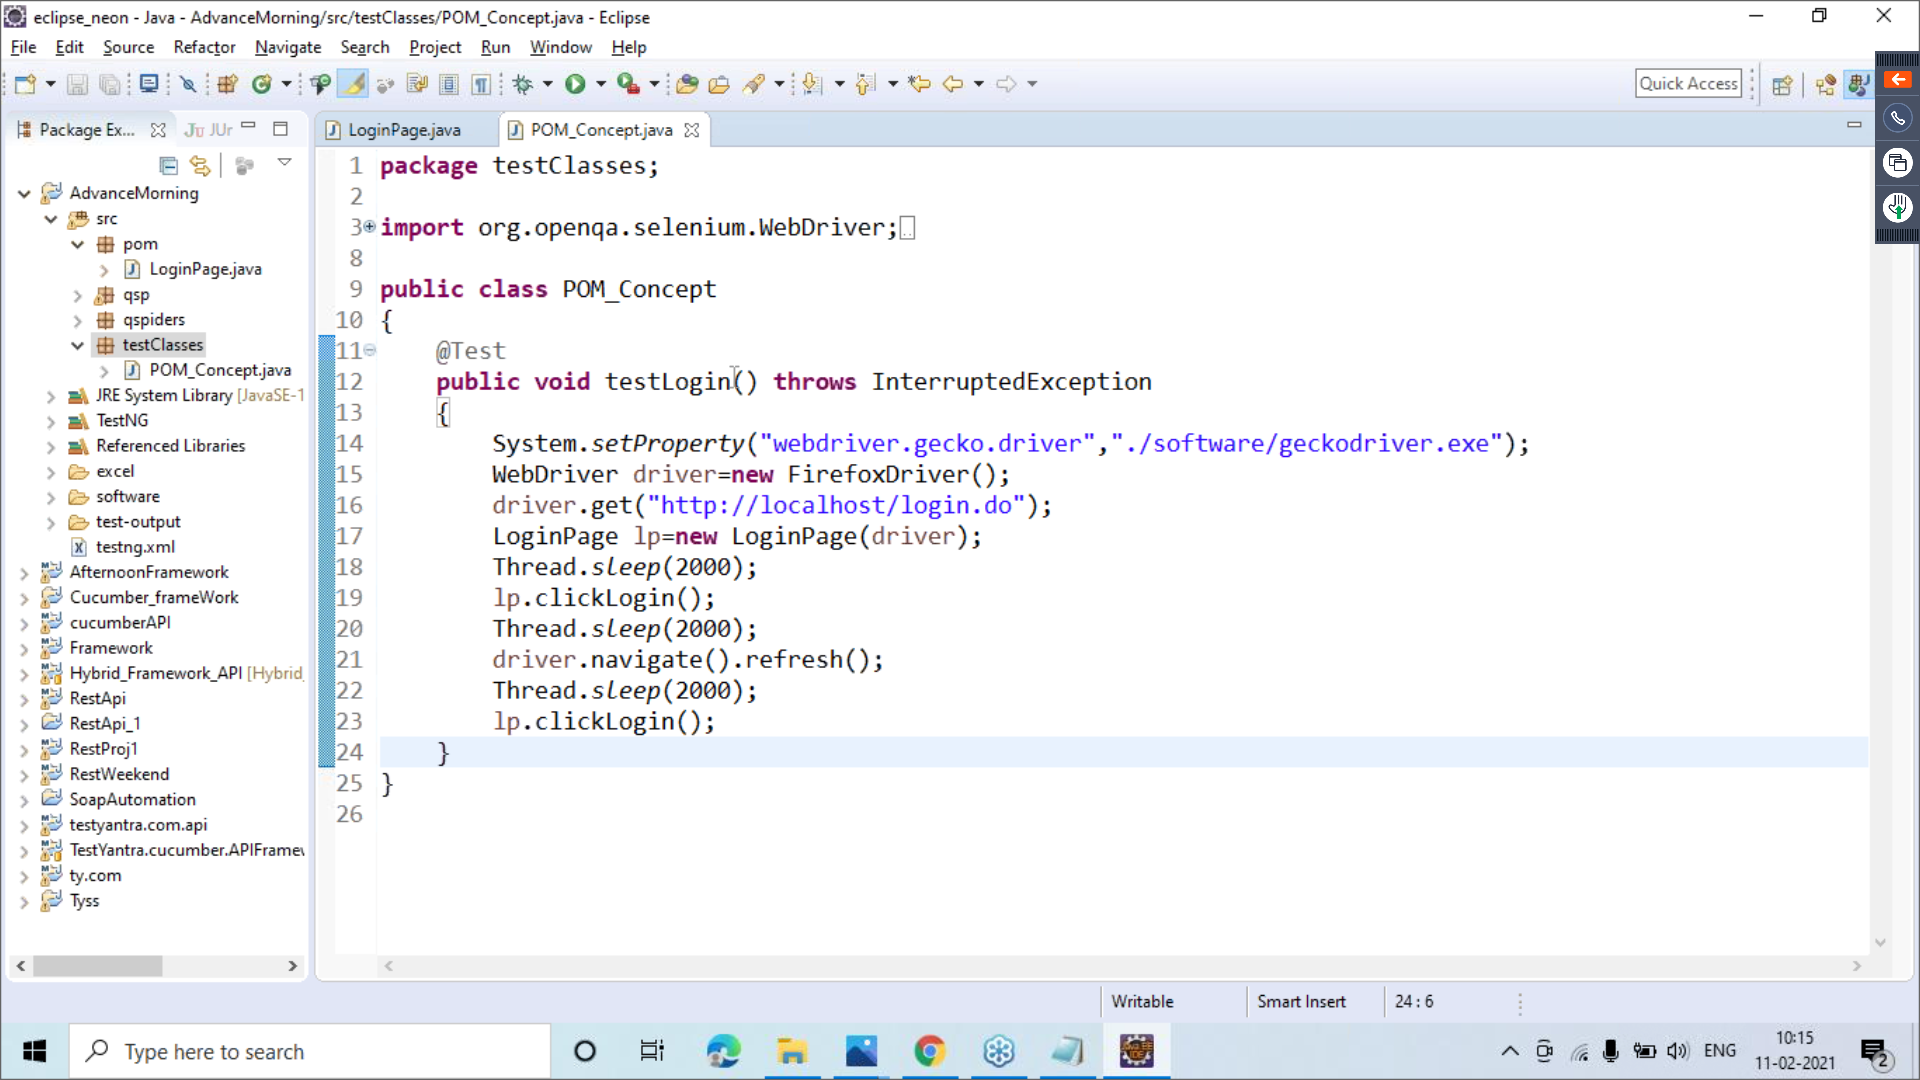 eclipse_neon - Java - AdvanceMorning/src/testClasses/POM_Concept.java - Eclipse
File Edit Source Refactor Navigate Search Project Run Window Help
Quick Access
Package Ex... JUr
LoginPage.java
POM_Concept.java
AdvanceMorning
src
pom
LoginPage.java
qsp
qspiders
testClasses
POM_Concept.java
JRE System Library [JavaSE-1
TestNG
Referenced Libraries
excel
software
test-output
testng.xml
AfternoonFramework
Cucumber_frameWork
cucumberAPI
Framework
Hybrid_Framework_API [Hybrid_
RestApi
RestApi_1
RestProj1
RestWeekend
SoapAutomation
testyantra.com.api
TestYantra.cucumber.APIFramew
ty.com
Tyss
1 package testClasses;
2
3 import org.openqa.selenium.WebDriver;
8
9 public class POM_Concept
10 {
11 @Test
12 public void testLogin() throws InterruptedException
13 {
14 System.setProperty("webdriver.gecko.driver","./software/geckodriver.exe");
15 WebDriver driver=new FirefoxDriver();
16 driver.get("http://localhost/login.do");
17 LoginPage lp=new LoginPage(driver);
18 Thread.sleep(2000);
19 lp.clickLogin();
20 Thread.sleep(2000);
21 driver.navigate().refresh();
22 Thread.sleep(2000);
23 lp.clickLogin();
24 }
25 }
26
Writable Smart Insert 24 : 6
Type here to search
ENG
10:15
11-02-2021
2